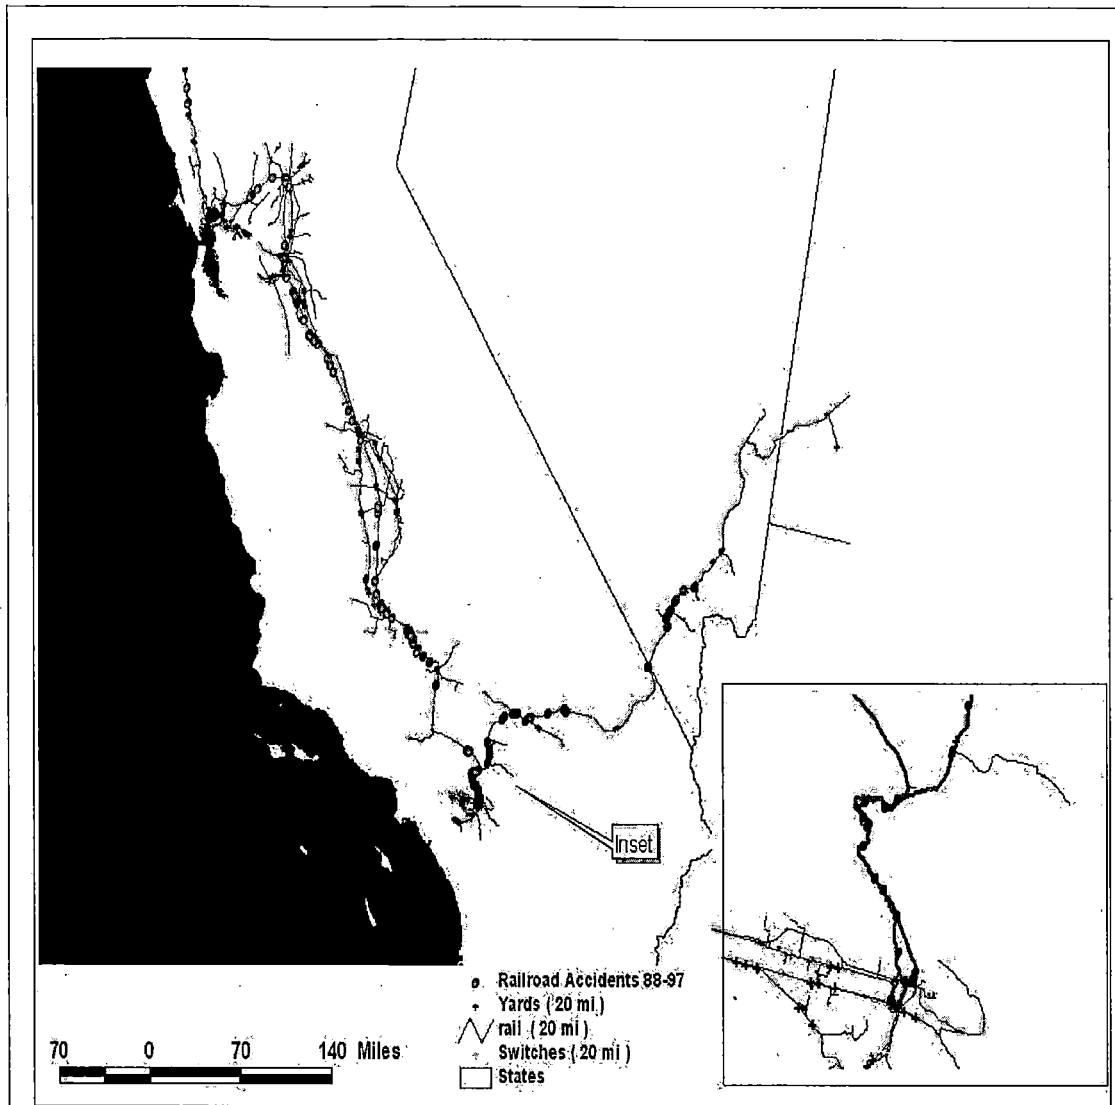 Inset
Railroad Accidents 88-97
Yards ( 20 mi )
rail ( 20 mi )
Switches ( 20 mi )
States
70 0 70 140 Miles